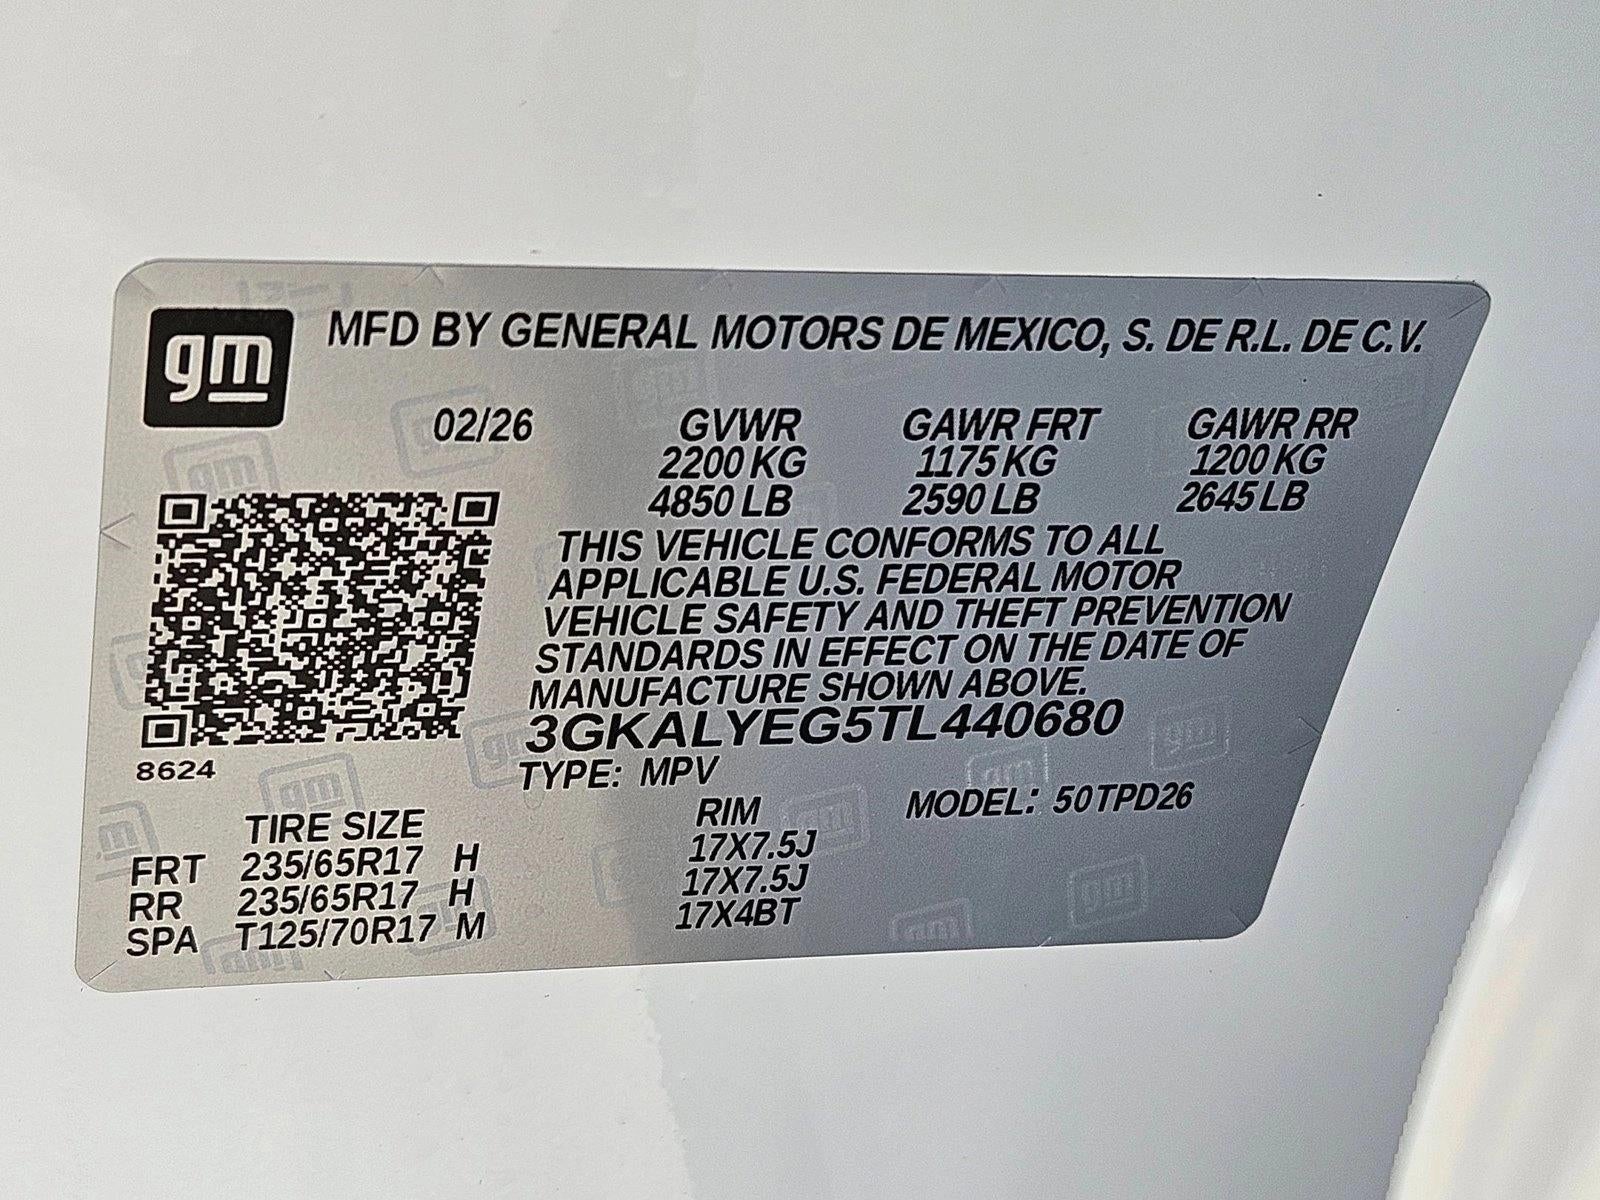 gm MFD BY GENERAL MOTORS DE MEXICO, S. DE R.L. DE C.V.
02/26 GVWR GAWR FRT GAWR RR
2200 KG 1175 KG 1200 KG
4850 LB 2590 LB 2645 LB
THIS VEHICLE CONFORMS TO ALL
APPLICABLE U.S. FEDERAL MOTOR
VEHICLE SAFETY AND THEFT PREVENTION
STANDARDS IN EFFECT ON THE DATE OF
MANUFACTURE SHOWN ABOVE.
3GKALYEG5TL440680
8624 TYPE: MPV
MODEL: 50TPD26
TIRE SIZE RIM
FRT 235/65R17 H 17X7.5J
RR 235/65R17 H 17X7.5J
SPA T125/70R17 M 17X4BT